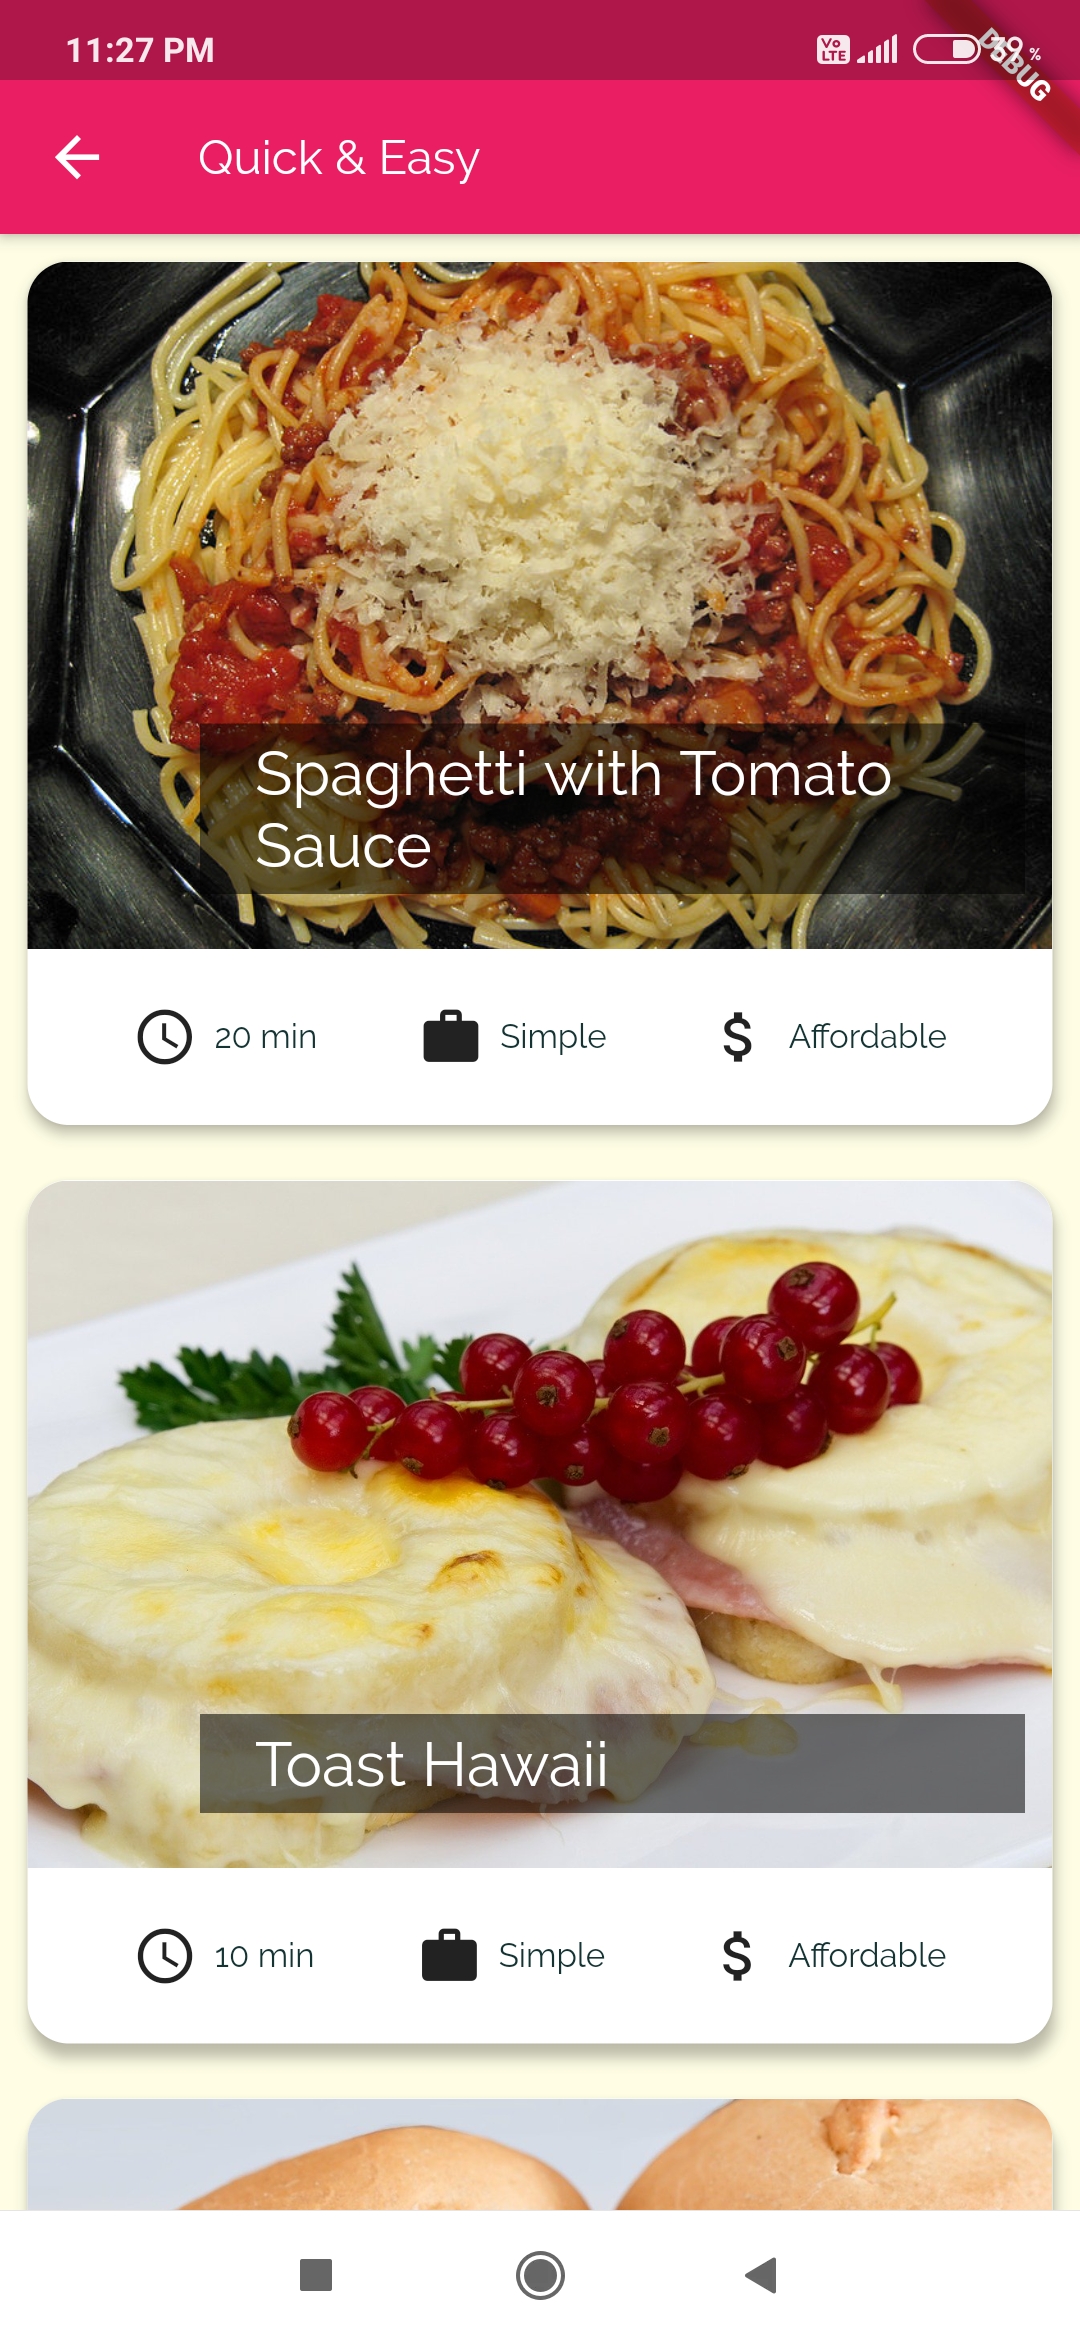 11:27 PM
Vo
LTE
%
DEBUG
Quick & Easy
Spaghetti with Tomato
Sauce
20 min
Simple
$
Affordable
Toast Hawaii
10 min
Simple
$
Affordable